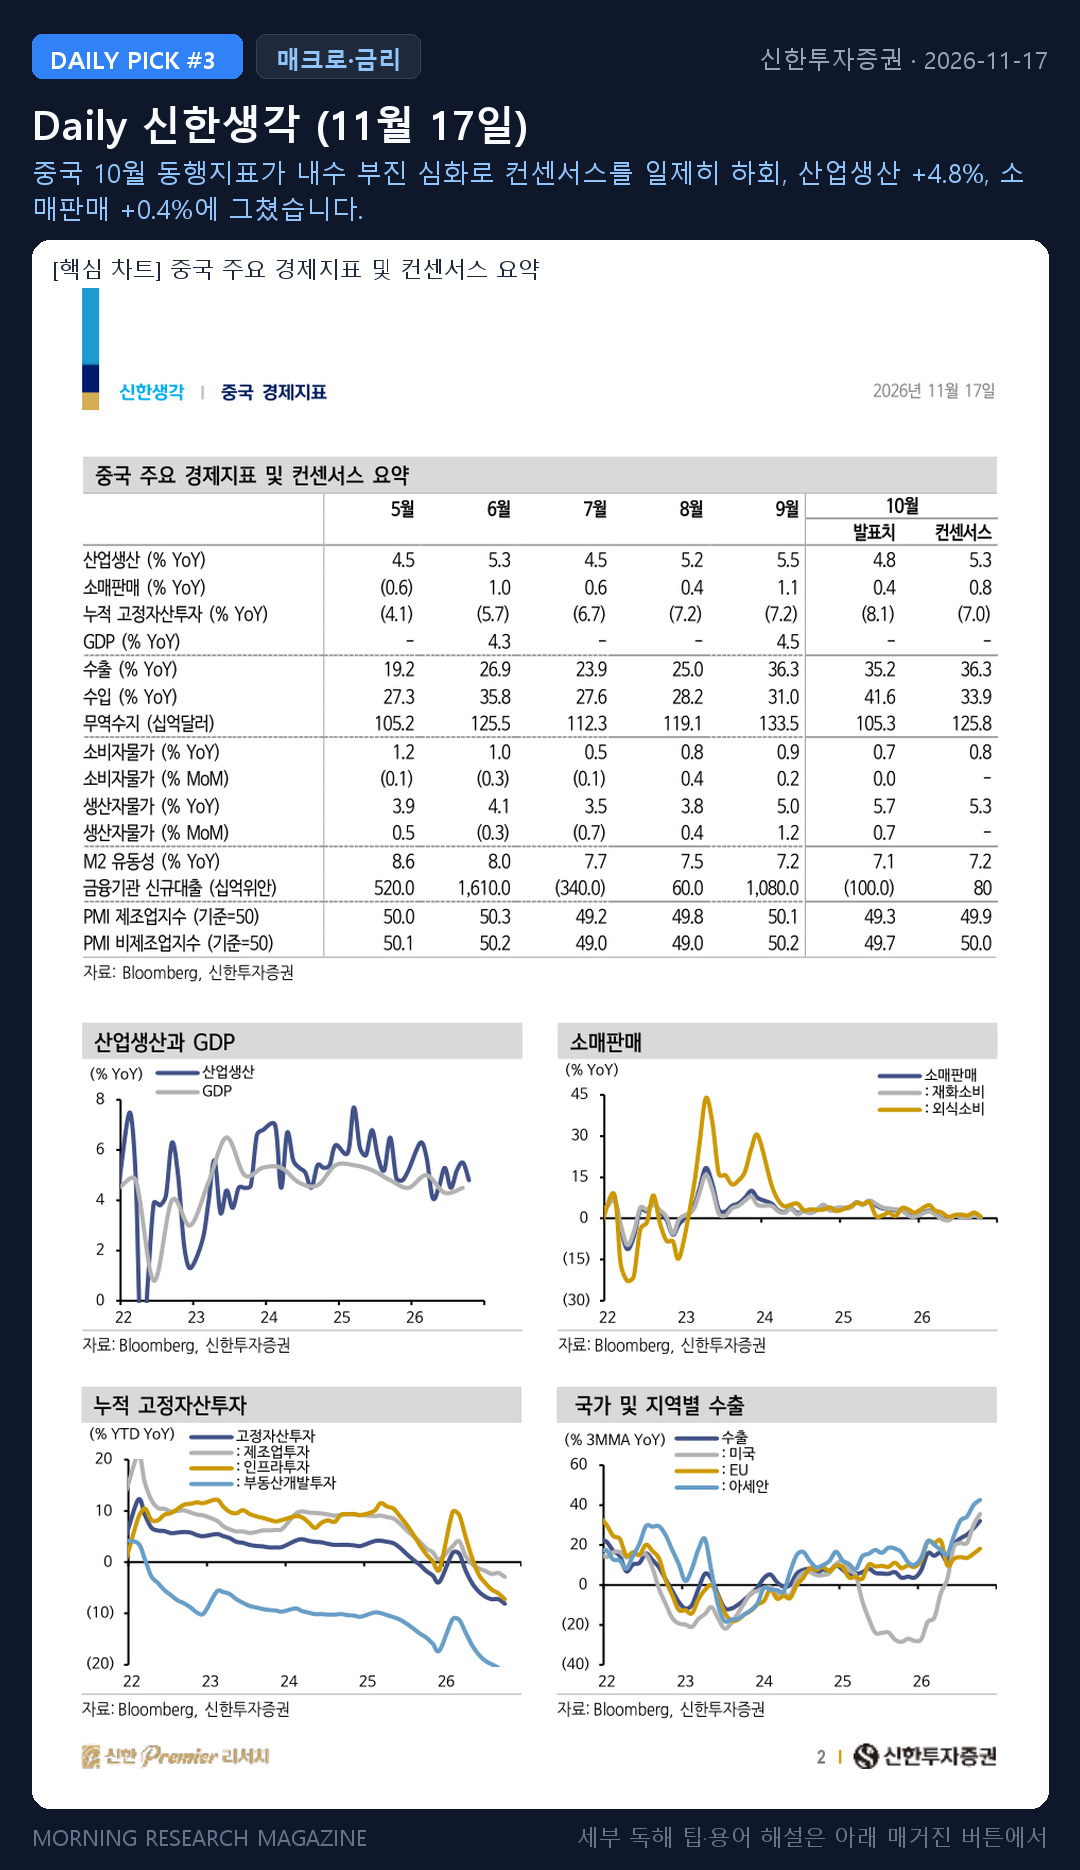 DAILY PICK #3 매크로·금리 신한투자증권 · 2026-11-17
Daily 신한생각 (11월 17일)
중국 10월 동행지표가 내수 부진 심화로 컨센서스를 일제히 하회, 산업생산 +4.8%, 소
매판매 +0.4%에 그쳤습니다.
[핵심 차트] 중국 주요 경제지표 및 컨센서스 요약
신한생각 | 중국 경제지표 2026년 11월 17일
중국 주요 경제지표 및 컨센서스 요약
5월 6월 7월 8월 9월 10월
발표치 컨센서스
산업생산 (% YoY) 4.5 5.3 4.5 5.2 5.5 4.8 5.3
소매판매 (% YoY) (0.6) 1.0 0.6 0.4 1.1 0.4 0.8
누적 고정자산투자 (% YoY) (4.1) (5.7) (6.7) (7.2) (7.2) (8.1) (7.0)
GDP (% YoY) – 4.3 – – 4.5 – –
수출 (% YoY) 19.2 26.9 23.9 25.0 36.3 35.2 36.3
수입 (% YoY) 27.3 35.8 27.6 28.2 31.0 41.6 33.9
무역수지 (십억달러) 105.2 125.5 112.3 119.1 133.5 105.3 125.8
소비자물가 (% YoY) 1.2 1.0 0.5 0.8 0.9 0.7 0.8
소비자물가 (% MoM) (0.1) (0.3) (0.1) 0.4 0.2 0.0 –
생산자물가 (% YoY) 3.9 4.1 3.5 3.8 5.0 5.7 5.3
생산자물가 (% MoM) 0.5 (0.3) (0.7) 0.4 1.2 0.7 –
M2 유동성 (% YoY) 8.6 8.0 7.7 7.5 7.2 7.1 7.2
금융기관 신규대출 (십억위안) 520.0 1,610.0 (340.0) 60.0 1,080.0 (100.0) 80
PMI 제조업지수 (기준=50) 50.0 50.3 49.2 49.8 50.1 49.3 49.9
PMI 비제조업지수 (기준=50) 50.1 50.2 49.0 49.0 50.2 49.7 50.0
자료: Bloomberg, 신한투자증권
산업생산과 GDP
(% YoY)
산업생산
GDP
8
6
4
2
0
22 23 24 25 26
자료: Bloomberg, 신한투자증권
소매판매
(% YoY)
소매판매
: 재화소비
: 외식소비
45
30
15
0
(15)
(30)
22 23 24 25 26
자료: Bloomberg, 신한투자증권
누적 고정자산투자
(% YTD YoY)
고정자산투자
: 제조업투자
: 인프라투자
: 부동산개발투자
20
10
0
(10)
(20)
22 23 24 25 26
자료: Bloomberg, 신한투자증권
국가 및 지역별 수출
(% 3MMA YoY)
수출
: 미국
: EU
: 아세안
60
40
20
0
(20)
(40)
22 23 24 25 26
자료: Bloomberg, 신한투자증권
신한 Premier 리서치 2 | 신한투자증권
MORNING RESEARCH MAGAZINE 세부 독해 팁·용어 해설은 아래 매거진 버튼에서